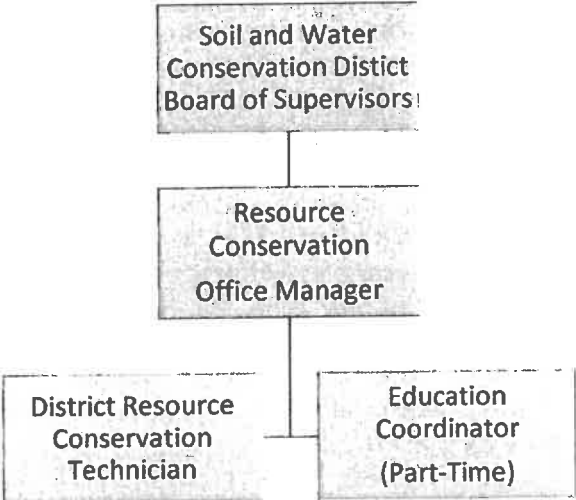 Soil and Water
Conservation Distict
Board of Supervisors
Resource
Conservation
Office Manager
District Resource
Conservation
Technician
Education
Coordinator
(Part-Time)